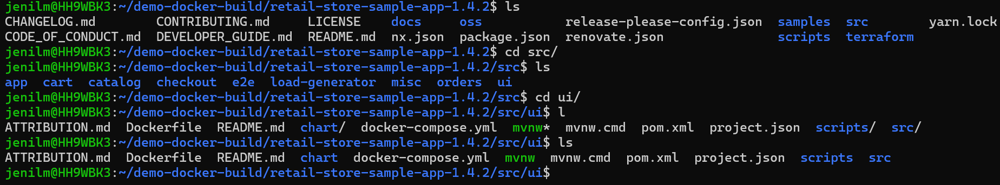 jenilm@HH9WBK3:~/demo-docker-build/retail-store-sample-app-1.4.2$ ls
CHANGELOG.md        CONTRIBUTING.md     LICENSE    docs     oss           release-please-config.json  samples  src        yarn.lock
CODE_OF_CONDUCT.md  DEVELOPER_GUIDE.md  README.md  nx.json  package.json  renovate.json               scripts  terraform
jenilm@HH9WBK3:~/demo-docker-build/retail-store-sample-app-1.4.2$ cd src/
jenilm@HH9WBK3:~/demo-docker-build/retail-store-sample-app-1.4.2/src$ ls
app  cart  catalog  checkout  e2e  load-generator  misc  orders  ui
jenilm@HH9WBK3:~/demo-docker-build/retail-store-sample-app-1.4.2/src$ cd ui/
jenilm@HH9WBK3:~/demo-docker-build/retail-store-sample-app-1.4.2/src/ui$ l
ATTRIBUTION.md  Dockerfile  README.md  chart/  docker-compose.yml  mvnw*  mvnw.cmd  pom.xml  project.json  scripts/  src/
jenilm@HH9WBK3:~/demo-docker-build/retail-store-sample-app-1.4.2/src/ui$ ls
ATTRIBUTION.md  Dockerfile  README.md  chart  docker-compose.yml  mvnw  mvnw.cmd  pom.xml  project.json  scripts  src
jenilm@HH9WBK3:~/demo-docker-build/retail-store-sample-app-1.4.2/src/ui$